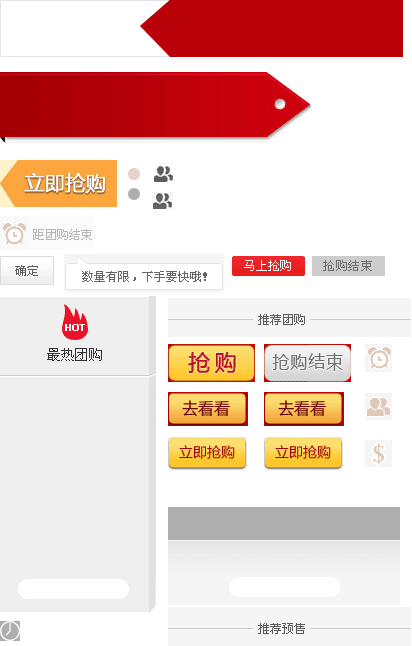 立即抢购
距团购结束
确定
数量有限，下手要快哦!
马上抢购
抢购结束
HOT
最热团购
推荐团购
抢购
抢购结束
去看看
去看看
立即抢购
立即抢购
$
推荐预售